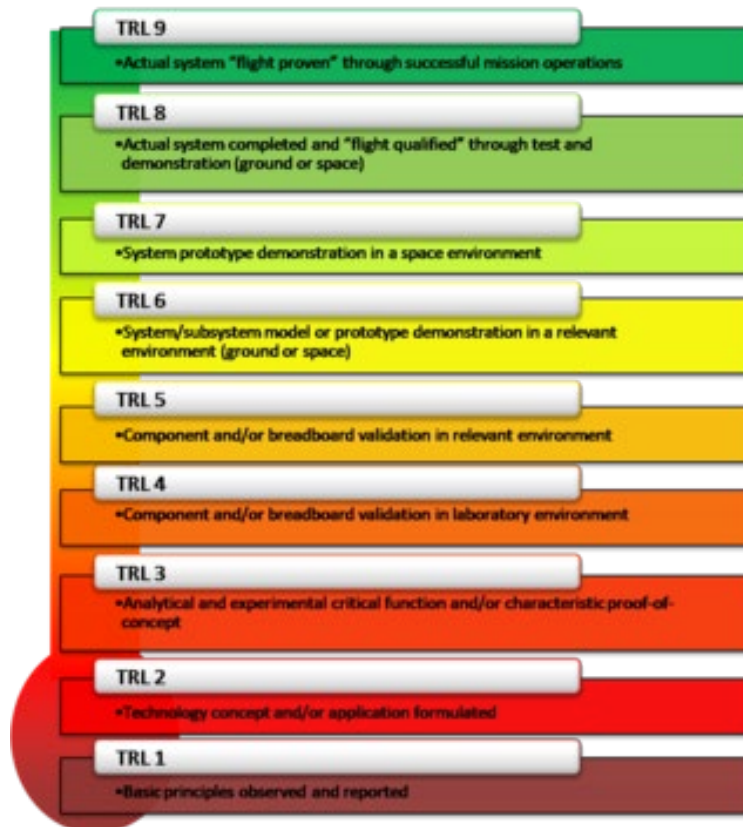 TRL 9
•Actual system “flight proven” through successful mission operations
TRL 8
•Actual system completed and “flight qualified” through test and
demonstration (ground or space)
TRL 7
•System prototype demonstration in a space environment
TRL 6
•System/subsystem model or prototype demonstration in a relevant
environment (ground or space)
TRL 5
•Component and/or breadboard validation in relevant environment
TRL 4
•Component and/or breadboard validation in laboratory environment
TRL 3
•Analytical and experimental critical function and/or characteristic proof-of-
concept
TRL 2
•Technology concept and/or application formulated
TRL 1
•Basic principles observed and reported